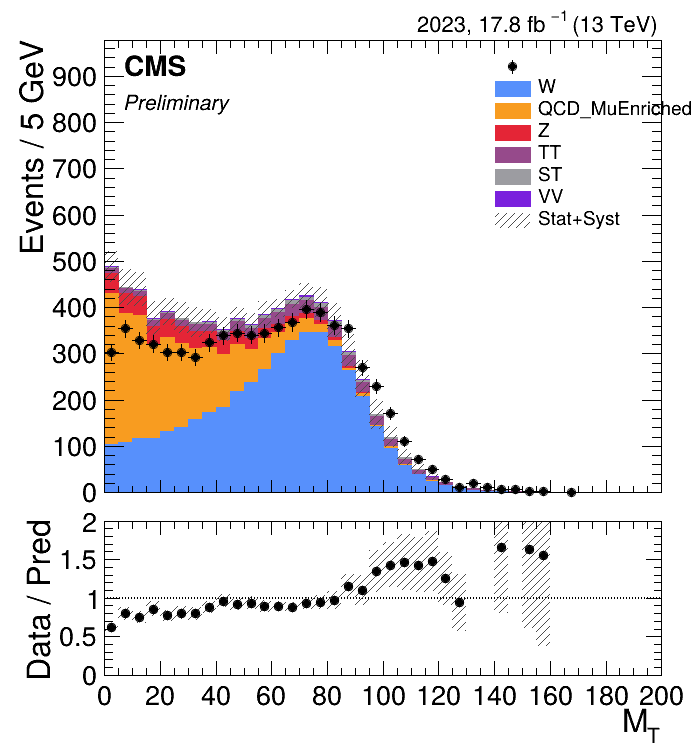 2023, 17.8 fb⁻¹ (13 TeV)
CMS
Preliminary
W
QCD_MuEnriched
Z
TT
ST
VV
Stat+Syst
Events / 5 GeV
900
800
700
600
500
400
300
200
100
0
Data / Pred
2
1.5
1
0.5
0
0 20 40 60 80 100 120 140 160 180 200
M_T